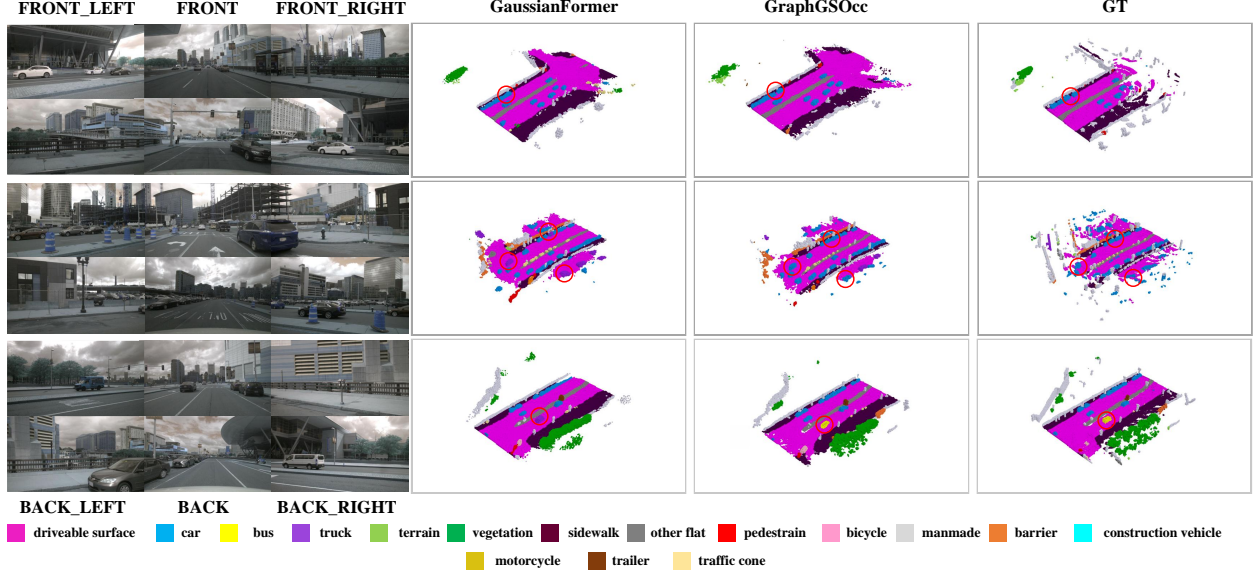 FRONT_LEFT FRONT FRONT_RIGHT GaussianFormer GraphGSOcc GT
BACK_LEFT BACK BACK_RIGHT
driveable surface car bus truck terrain vegetation sidewalk other flat pedestrain bicycle manmade barrier construction vehicle
motorcycle trailer traffic cone